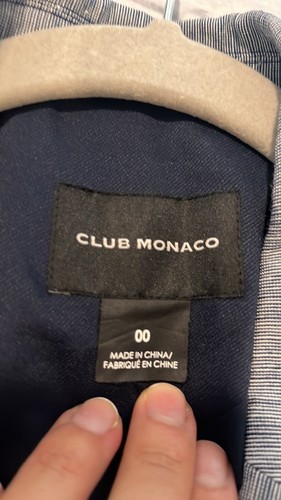 CLUB MONACO
00
MADE IN CHINA/
FABRIQUÉ EN CHINE